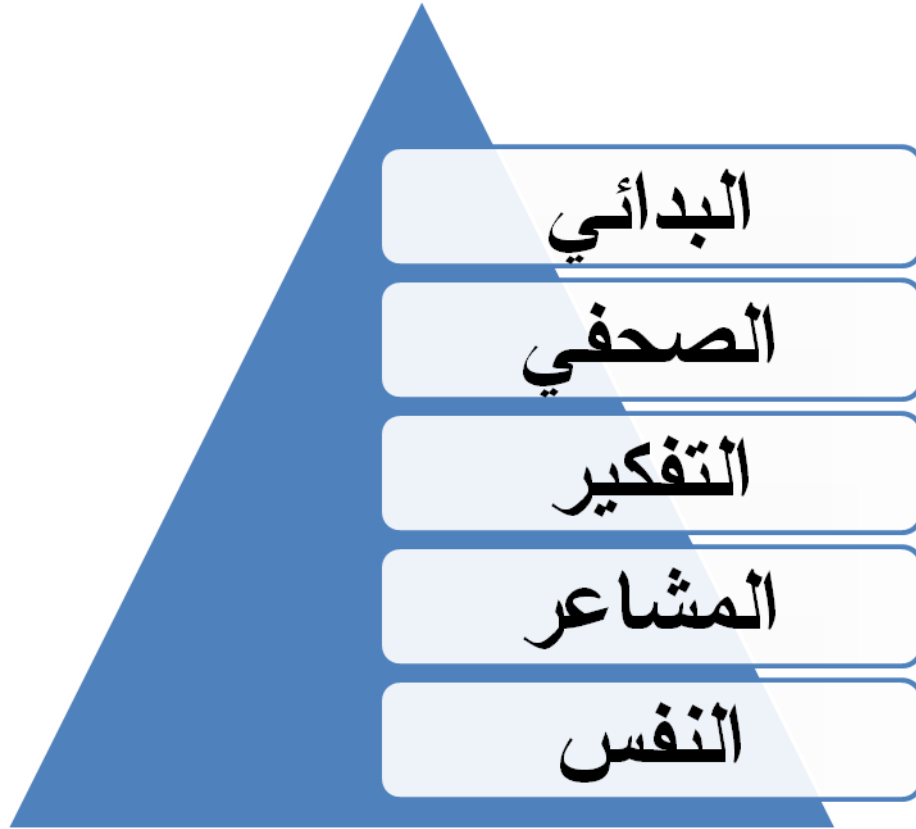 البدائي
الصحفي
التفكير
المشاعر
النفس